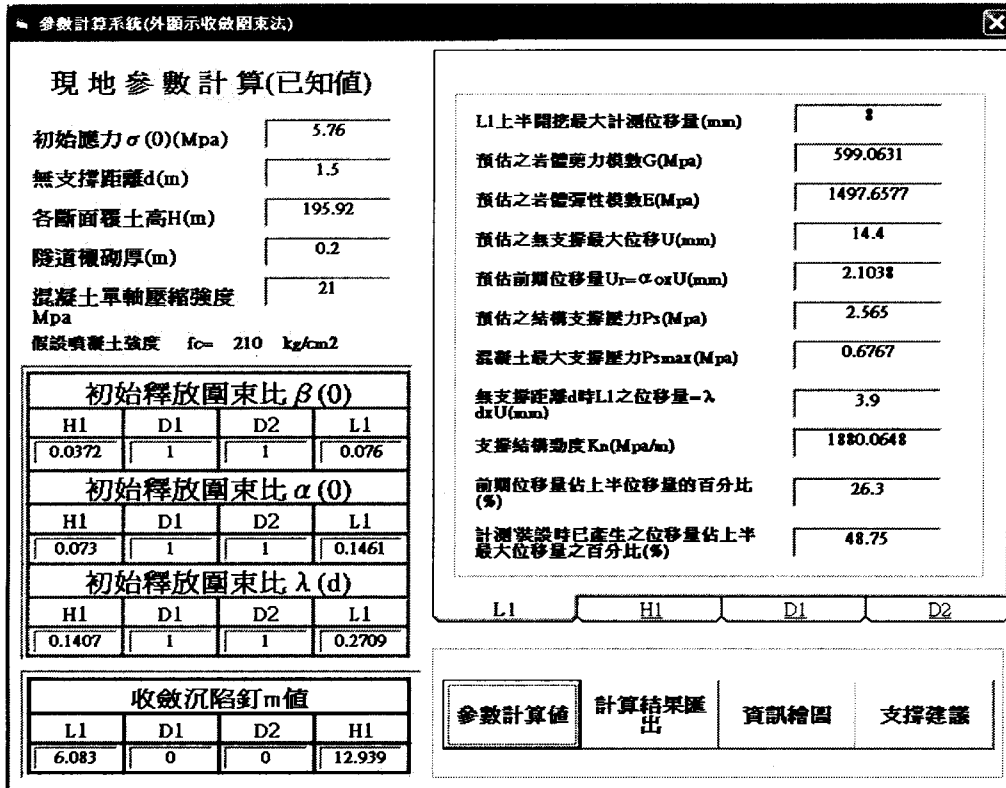 參數計算系統(外顯示收斂圍束法)
現地參數計算(已知值)
初始應力σ(0)(Mpa) 5.76
無支撐距離d(m) 1.5
各斷面覆土高H(m) 195.92
隧道襯砌厚(m) 0.2
混凝土單軸壓縮強度 21
Mpa
假設噴凝土強度 fc= 210 kg/cm2
初始釋放圍束比β(0)
H1 D1 D2 L1
0.0372 1 1 0.076
初始釋放圍束比α(0)
H1 D1 D2 L1
0.073 1 1 0.1461
初始釋放圍束比λ(d)
H1 D1 D2 L1
0.1407 1 1 0.2709
收斂沉陷釘m值
L1 D1 D2 H1
6.083 0 0 12.939
L1上半開挖最大計測位移量(mm) 8
預估之岩體剪力模數G(Mpa) 599.0631
預估之岩體彈性模數E(Mpa) 1497.6577
預估之無支撐最大位移U(mm) 14.4
預估前期位移量Ur=αoxU(mm) 2.1038
預估之結構支撐壓力Ps(Mpa) 2.565
混凝土最大支撐壓力Psmax(Mpa) 0.6767
無支撐距離d時L1之位移量=λ
dxU(mm) 3.9
支撐結構勁度Kn(Mpa/m) 1880.0648
前期位移量佔上半位移量的百分比
(%) 26.3
計測裝設時已產生之位移量佔上半
最大位移量之百分比(%) 48.75
L1 H1 D1 D2
參數計算值 計算結果匯
出 資訊繪圖 支撐建議